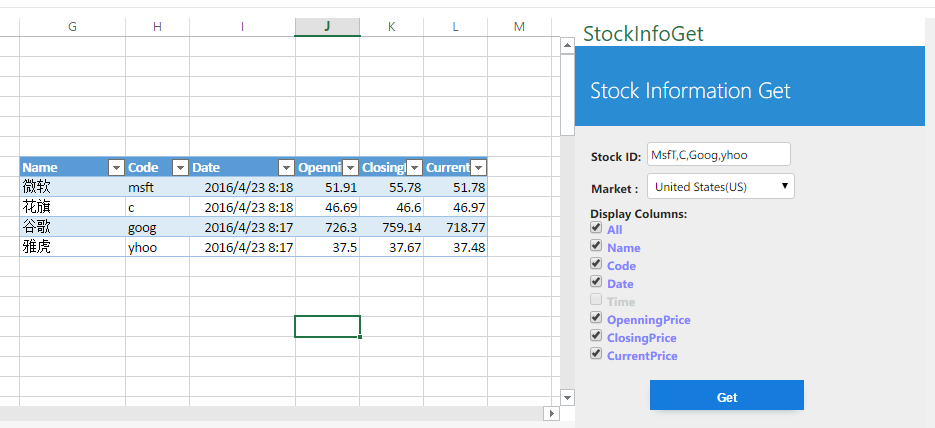 G H I J K L M
StockInfoGet
Stock Information Get
Name Code Date Openni Closing Current
微软 msft 2016/4/23 8:18 51.91 55.78 51.78
花旗 c 2016/4/23 8:18 46.69 46.6 46.97
谷歌 goog 2016/4/23 8:17 726.3 759.14 718.77
雅虎 yhoo 2016/4/23 8:17 37.5 37.67 37.48
Stock ID: MsfT,C,Goog,yhoo
Market : United States(US)
Display Columns:
All
Name
Code
Date
Time
OpenningPrice
ClosingPrice
CurrentPrice
Get